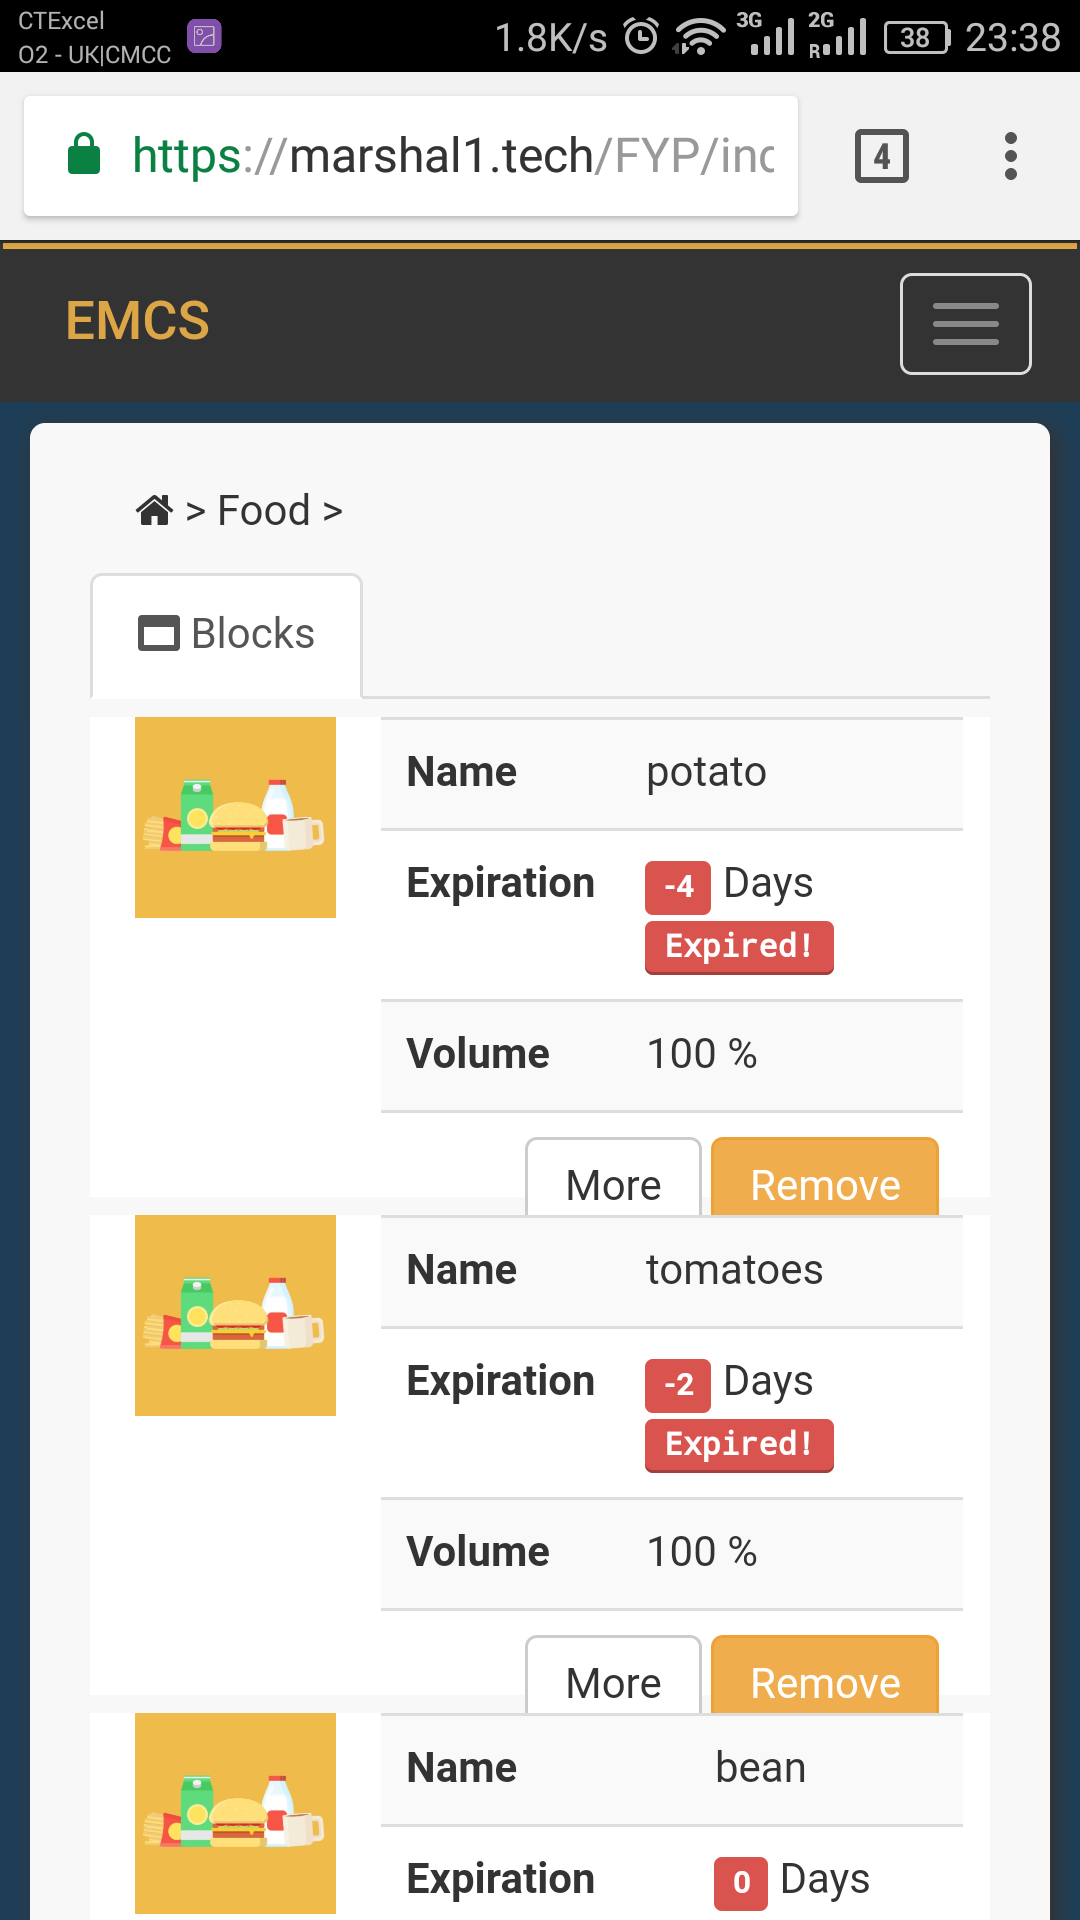 CTExcel
O2 - UK|CMCC
1.8K/s 3G 2G R 38 23:38
https://marshal1.tech/FYP/inc
4
EMCS
> Food >
Blocks
Name potato
Expiration -4 Days
Expired!
Volume 100 %
More Remove
Name tomatoes
Expiration -2 Days
Expired!
Volume 100 %
More Remove
Name bean
Expiration 0 Days